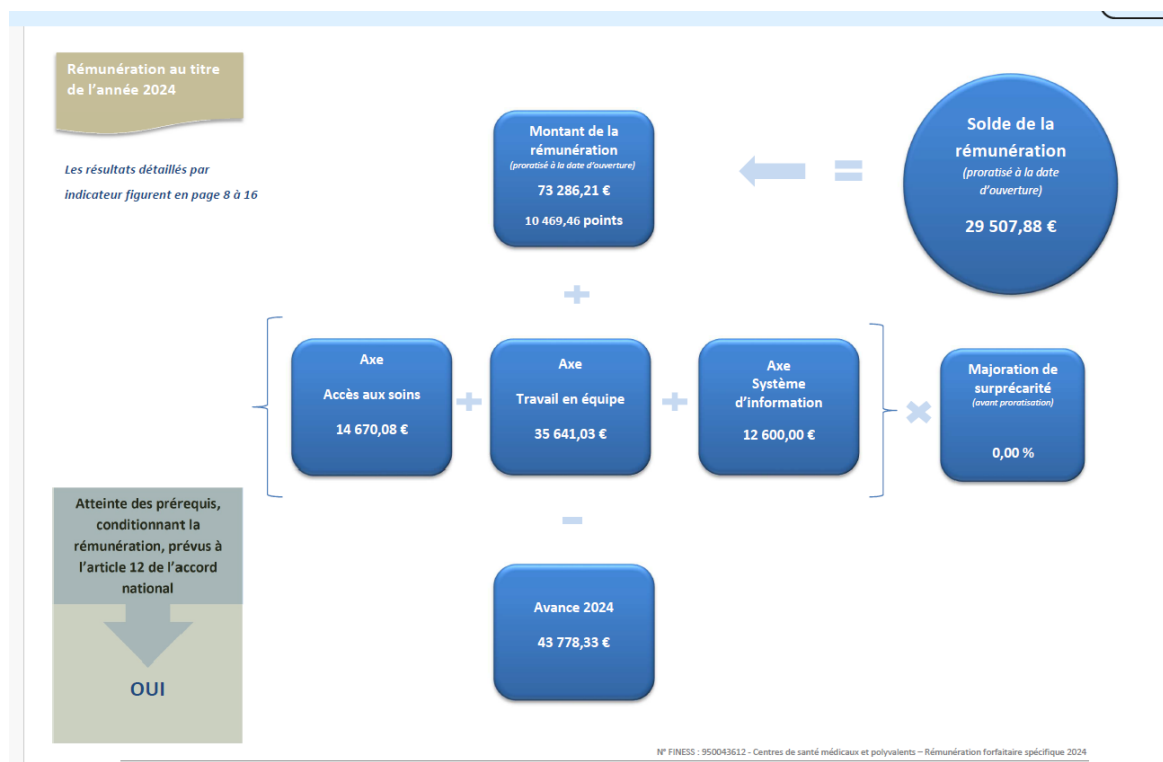 Rémunération au titre
de l'année 2024
Les résultats détaillés par
indicateur figurent en page 8 à 16
Montant de la
rémunération
(proratisé à la date d'ouverture)
73 286,21 €
10 469,46 points
=
Solde de la
rémunération
(proratisé à la date
d'ouverture)
29 507,88 €
+
Axe
Accès aux soins
14 670,08 €
+
Axe
Travail en équipe
35 641,03 €
+
Axe
Système
d'information
12 600,00 €
×
Majoration de
surprécarité
(avant proratisation)
0,00 %
-
Avance 2024
43 778,33 €
Atteinte des prérequis,
conditionnant la
rémunération, prévus à
l'article 12 de l'accord
national
OUI
N° FINESS : 950043612 - Centres de santé médicaux et polyvalents – Rémunération forfaitaire spécifique 2024